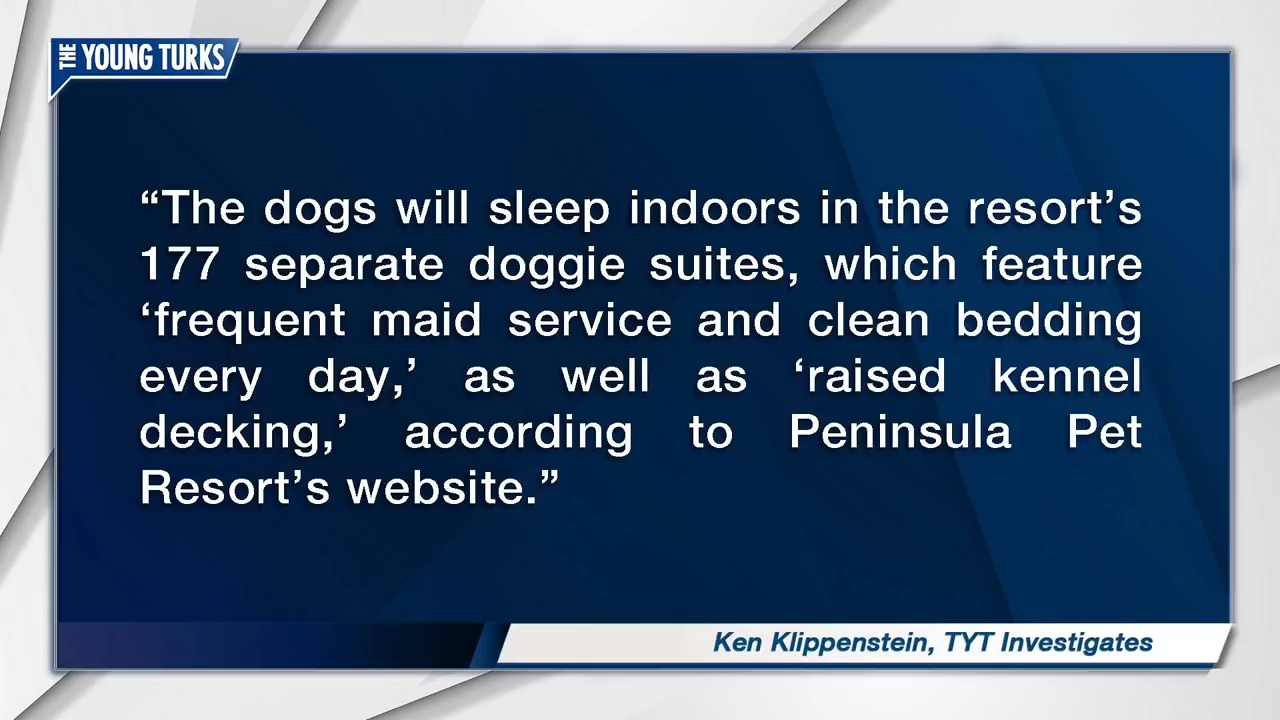 THE YOUNG TURKS
“The dogs will sleep indoors in the resort’s
177 separate doggie suites, which feature
‘frequent maid service and clean bedding
every day,’ as well as ‘raised kennel
decking,’ according to Peninsula Pet
Resort’s website.”
Ken Klippenstein, TYT Investigates